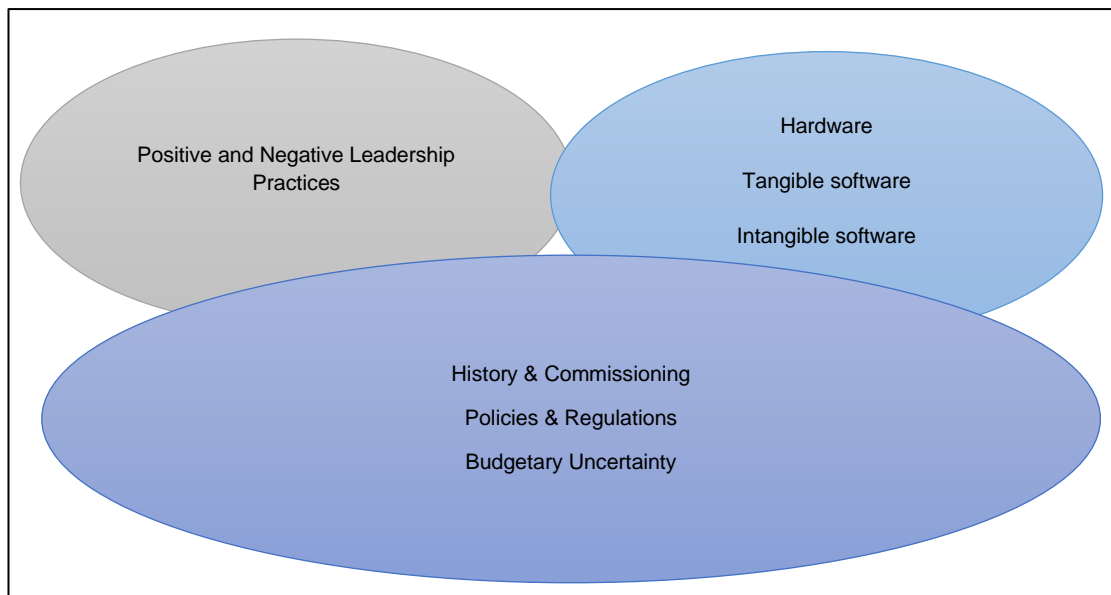 Positive and Negative Leadership
Practices
Hardware
Tangible software
Intangible software
History & Commissioning
Policies & Regulations
Budgetary Uncertainty